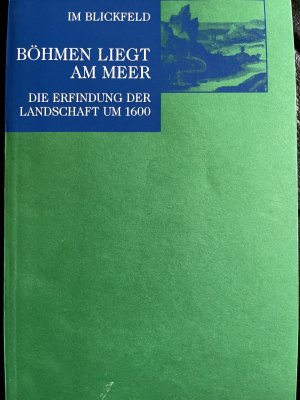 IM BLICKFELD
BÖHMEN LIEGT
AM MEER
DIE ERFINDUNG DER
LANDSCHAFT UM 1600